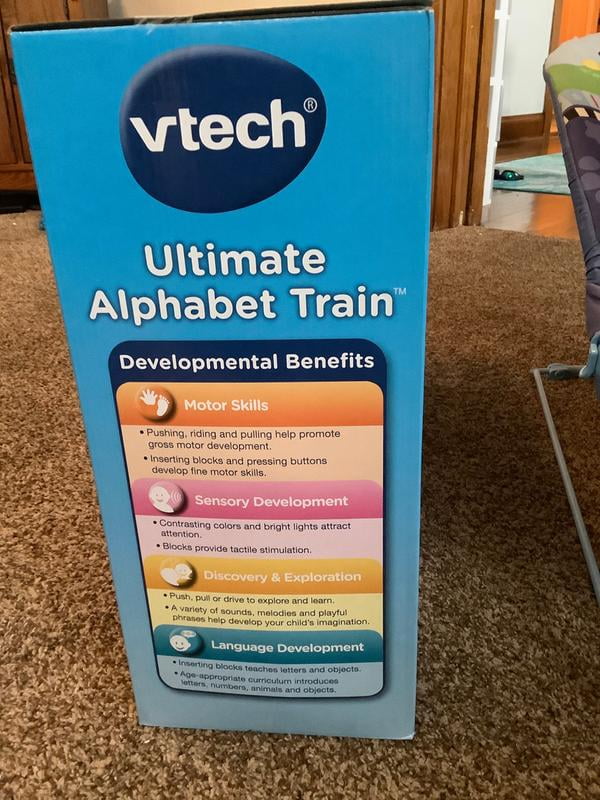 vtech®
Ultimate
Alphabet Train™
Developmental Benefits
Motor Skills
• Pushing, riding and pulling help promote
gross motor development.
• Inserting blocks and pressing buttons
develop fine motor skills.
Sensory Development
• Contrasting colors and bright lights attract
attention.
• Blocks provide tactile stimulation.
Discovery & Exploration
• Push, pull or drive to explore and learn.
• A variety of sounds, melodies and playful
phrases help develop your child's imagination.
Language Development
• Inserting blocks teaches letters and objects.
• Age-appropriate curriculum introduces
letters, numbers, animals and objects.